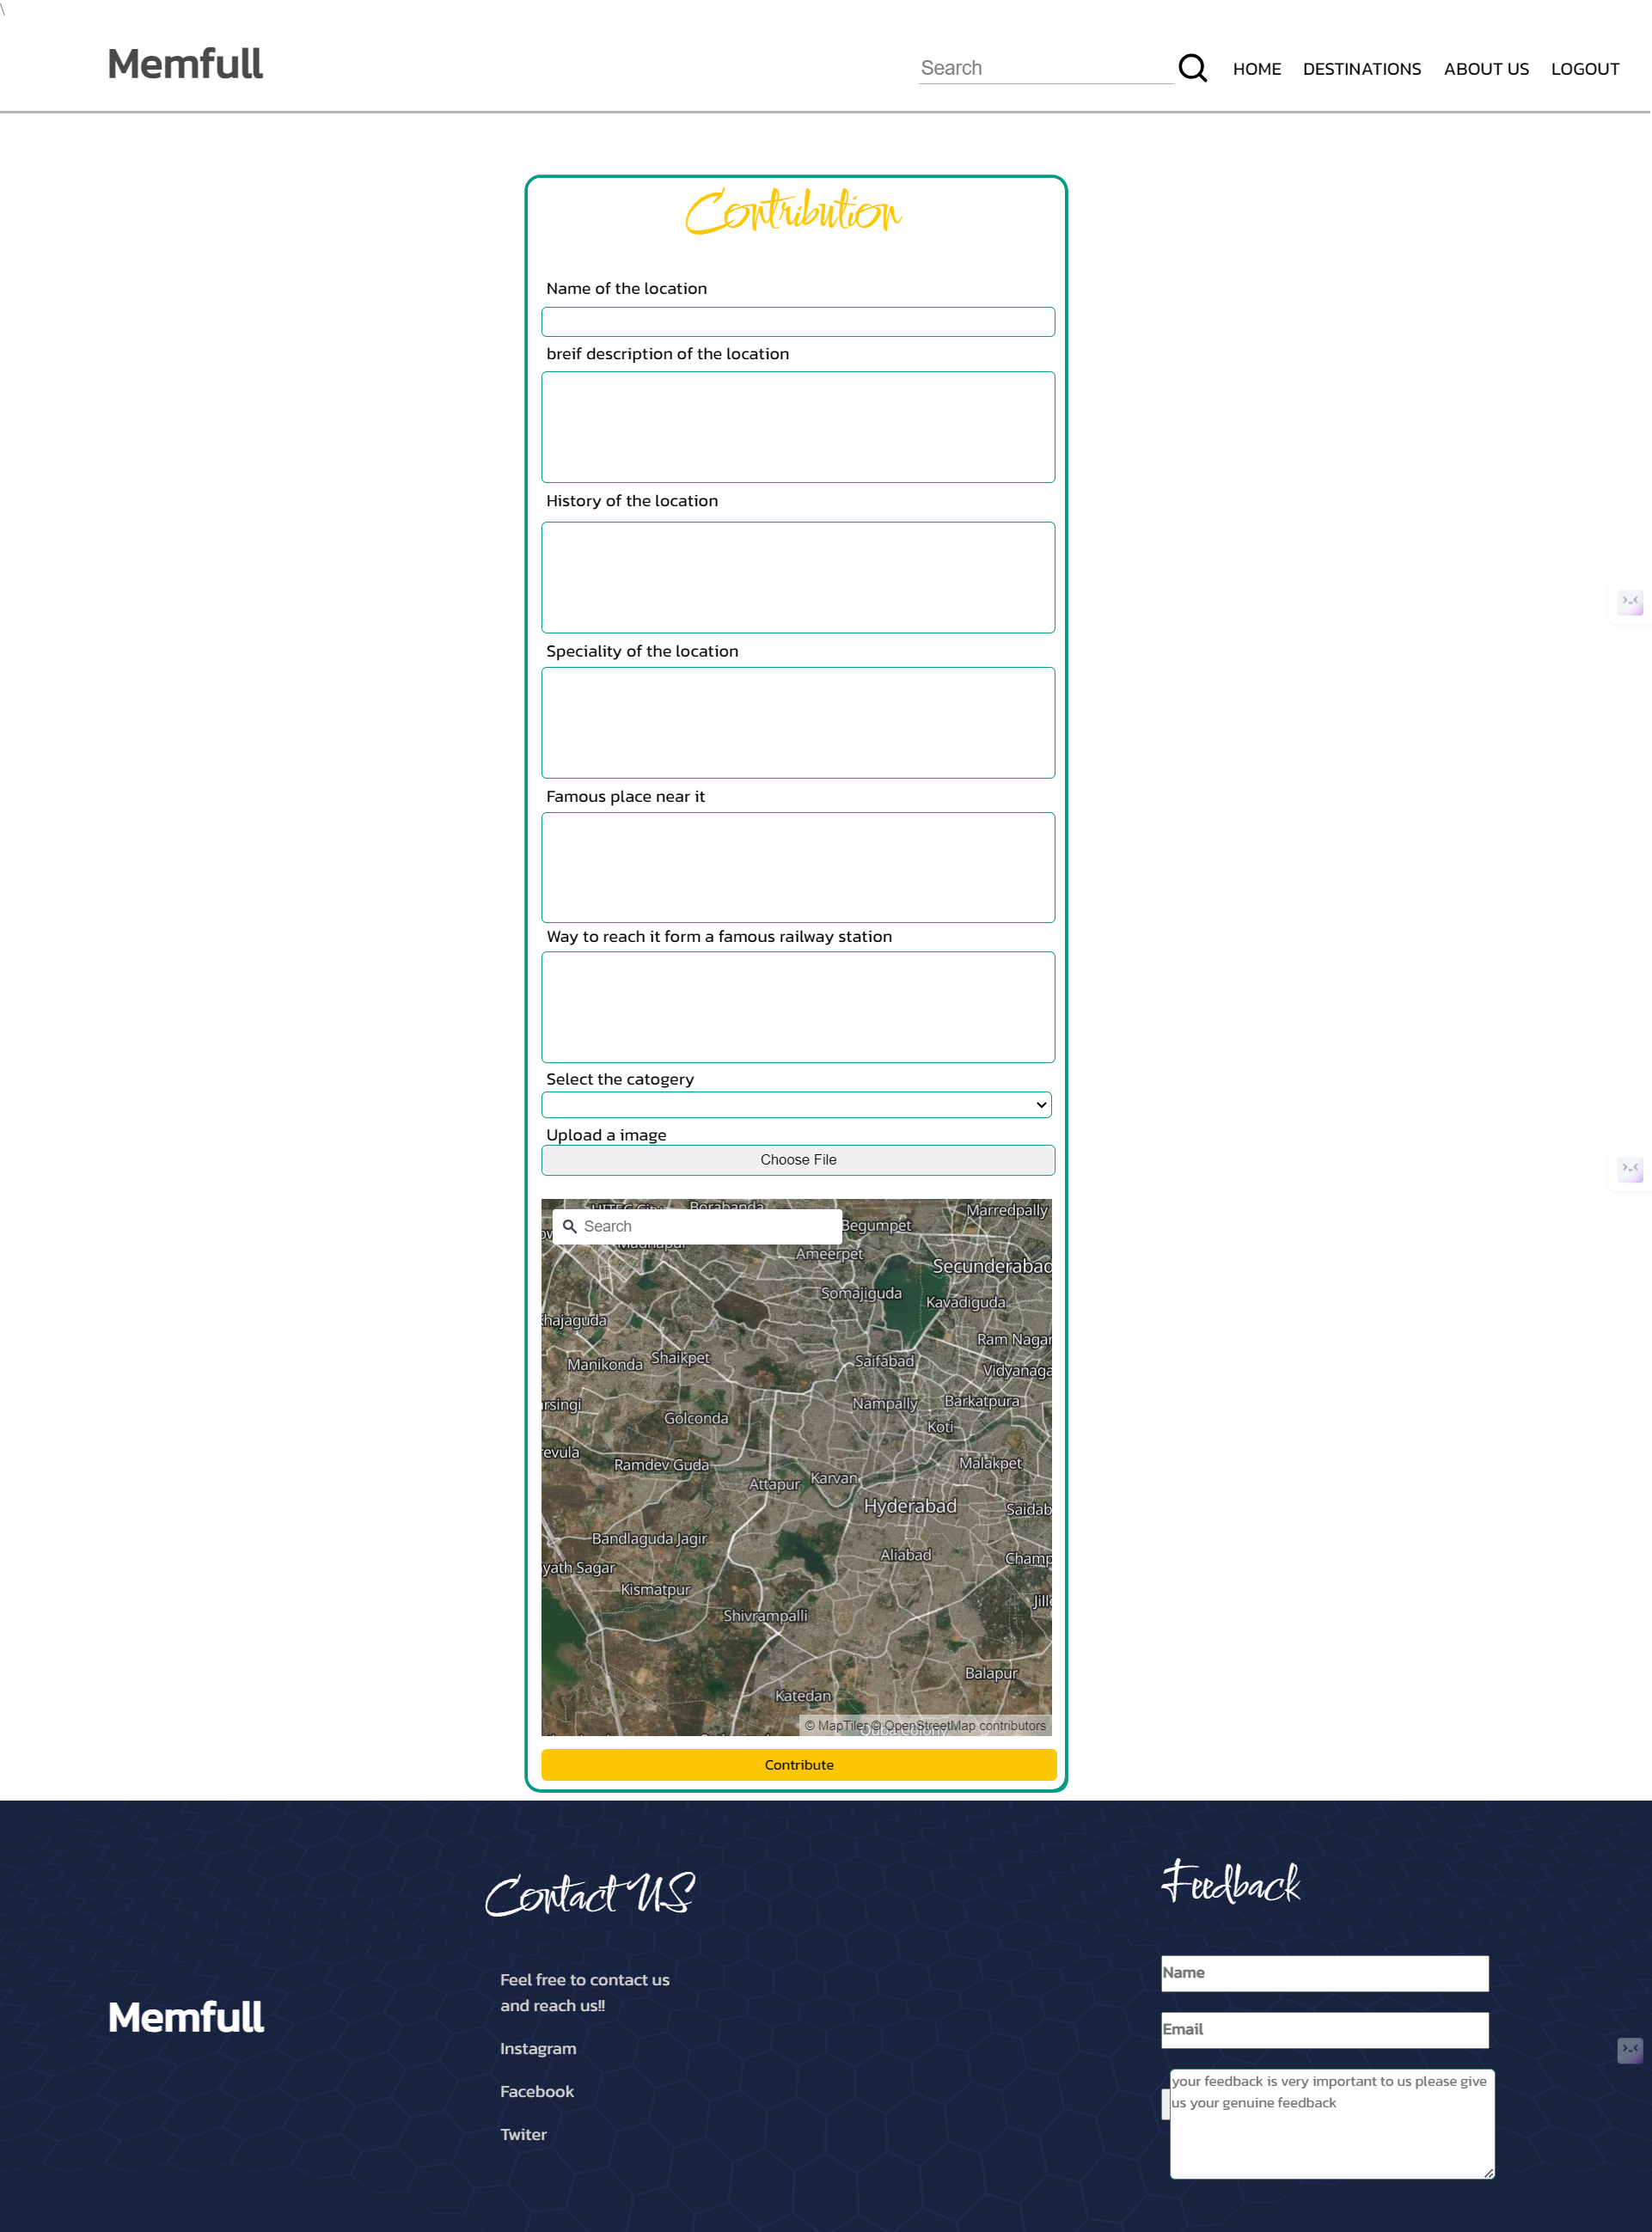 \
Memfull
Search
HOME DESTINATIONS ABOUT US LOGOUT
Contribution
Name of the location
breif description of the location
History of the location
Speciality of the location
Famous place near it
Way to reach it form a famous railway station
Select the catogery
Upload a image
Choose File
Search
Begumpet
Marredpally
Ameerpet
Secunderabad
Somajiguda
Kavadiguda
khajaguda
Ram Nagar
Manikonda
Shaikpet
Saifabad
Vidyanaga
arsingi
Nampally
Barkatpura
Golconda
Koti
revula
Ramdev Guda
Malakpet
Attapur
Karvan
Hyderabad
Saidab
Bandlaguda Jagir
Aliabad
Champ
yath Sagar
Kismatpur
Jille
Shivrampalli
Balapur
Katedan
© MapTiler © OpenStreetMap contributors
Contribute
Contact US
Feedback
Memfull
Feel free to contact us
and reach us!!
Instagram
Facebook
Twiter
Name
Email
your feedback is very important to us please give
us your genuine feedback